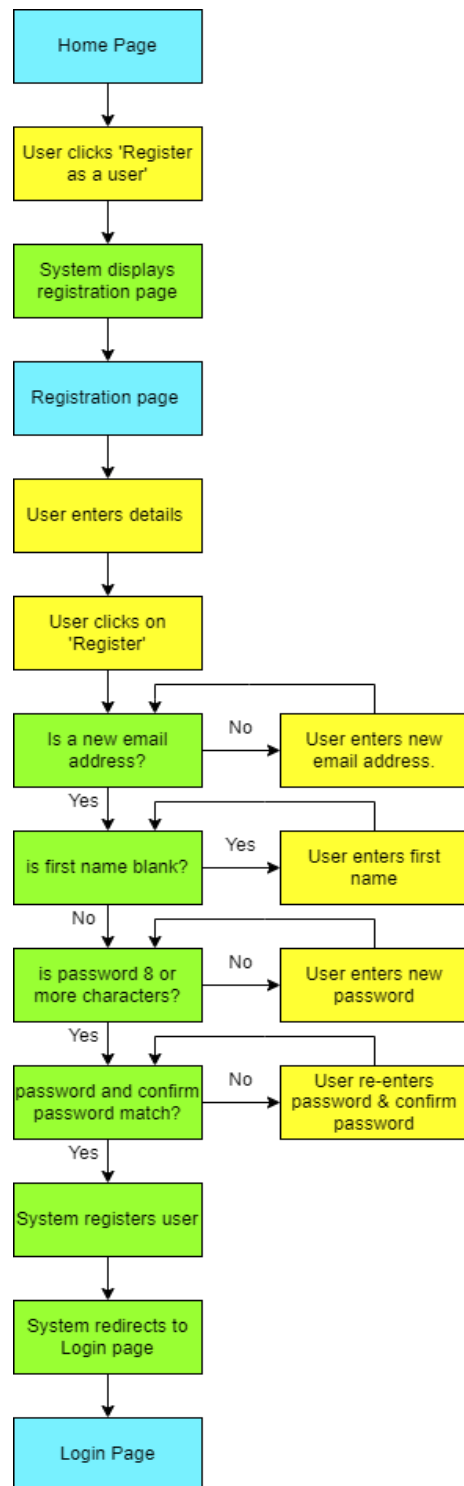 Home Page
User clicks 'Register
as a user'
System displays
registration page
Registration page
User enters details
User clicks on
'Register'
Is a new email
address?
No
User enters new
email address.
Yes
is first name blank?
Yes
User enters first
name
No
is password 8 or
more characters?
No
User enters new
password
Yes
password and confirm
password match?
No
User re-enters
password & confirm
password
Yes
System registers user
System redirects to
Login page
Login Page